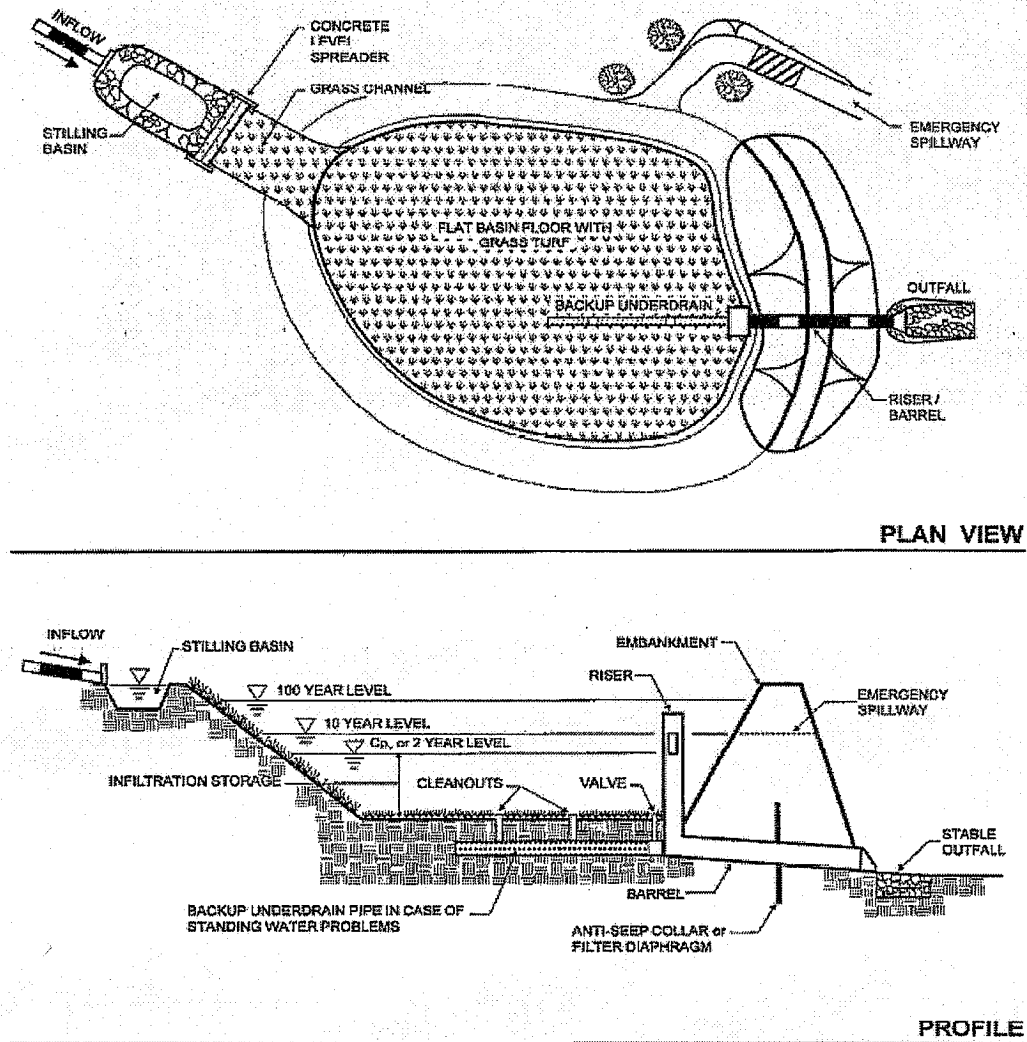 INFLOW
CONCRETE
LEVEL
SPREADER
GRASS CHANNEL
STILLING
BASIN
EMERGENCY
SPILLWAY
FLAT BASIN FLOOR WITH
GRASS TURF
BACKUP UNDERDRAIN
OUTFALL
RISER /
BARREL
PLAN VIEW
INFLOW
STILLING BASIN
EMBANKMENT
RISER
100 YEAR LEVEL
EMERGENCY
SPILLWAY
10 YEAR LEVEL
Cpv or 2 YEAR LEVEL
INFILTRATION STORAGE
CLEANOUTS
VALVE
STABLE
OUTFALL
BARREL
BACKUP UNDERDRAIN PIPE IN CASE OF
STANDING WATER PROBLEMS
ANTI-SEEP COLLAR or
FILTER DIAPHRAGM
PROFILE